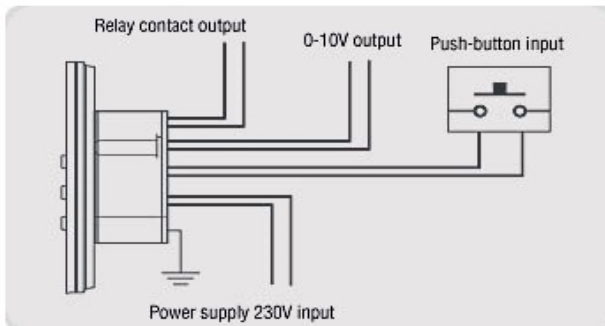 Relay contact output
0-10V output
Push-button input
Power supply 230V input